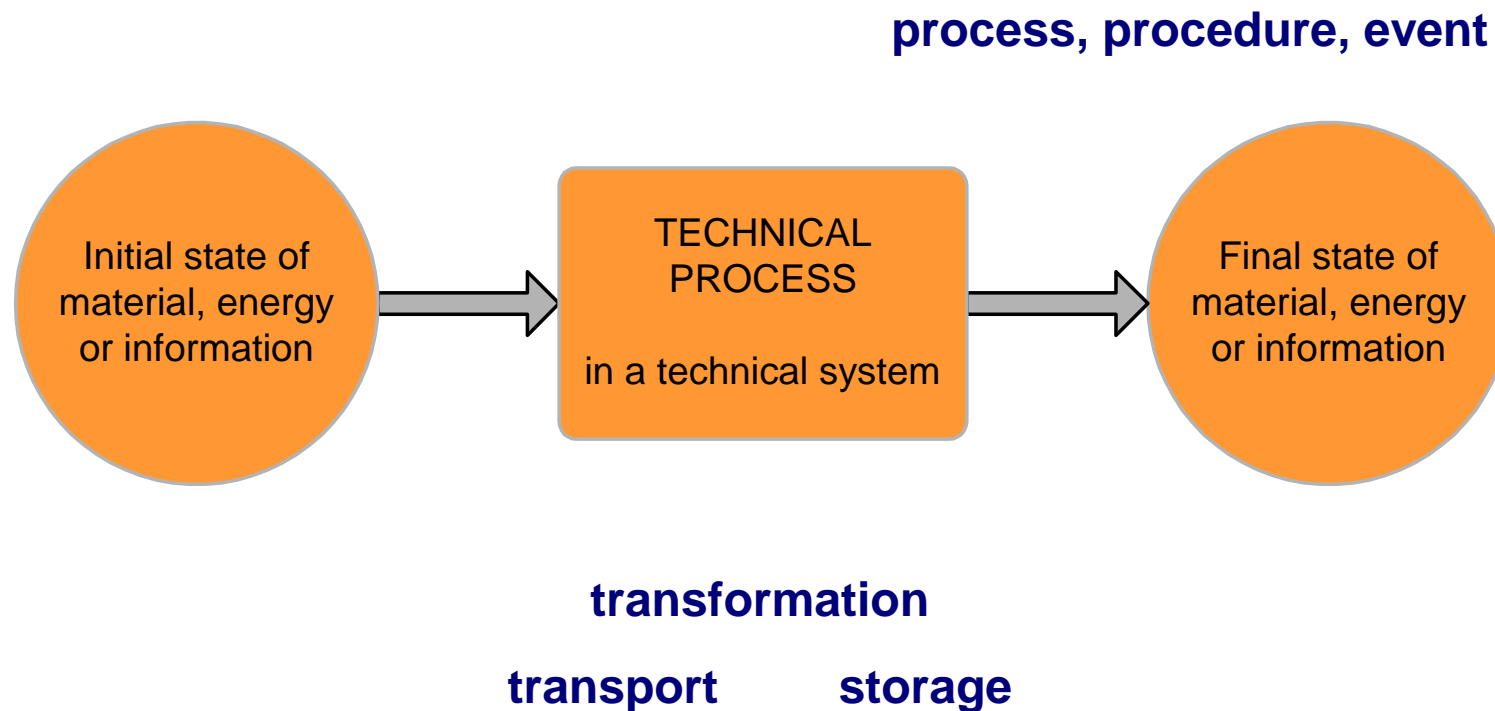 process, procedure, event
Initial state of
material, energy
or information
TECHNICAL
PROCESS
in a technical system
Final state of
material, energy
or information
transformation
transport storage